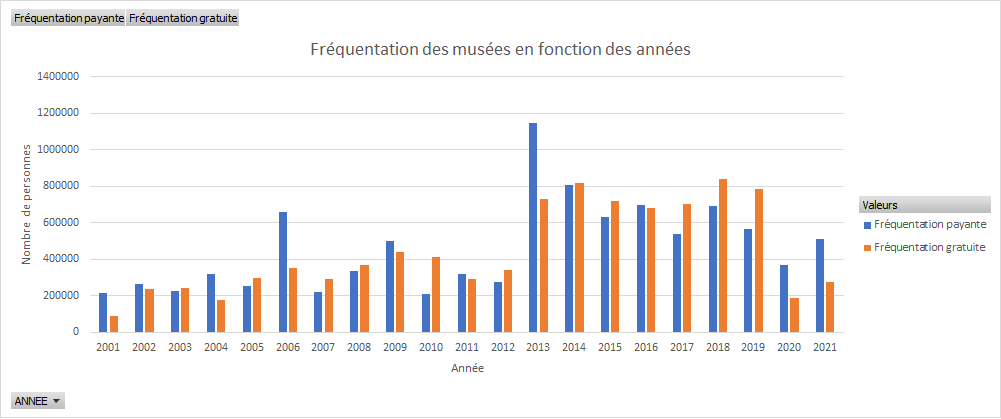 Fréquentation payante Fréquentation gratuite
Fréquentation des musées en fonction des années
1400000
1200000
1000000
800000
600000
400000
200000
0
Nombre de personnes
2001 2002 2003 2004 2005 2006 2007 2008 2009 2010 2011 2012 2013 2014 2015 2016 2017 2018 2019 2020 2021
Année
Valeurs
Fréquentation payante
Fréquentation gratuite
ANNEE